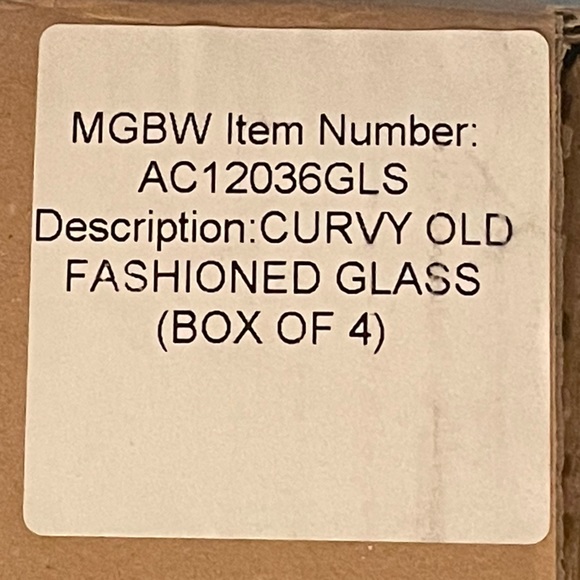 MGBW Item Number:
AC12036GLS
Description:CURVY OLD
FASHIONED GLASS
(BOX OF 4)